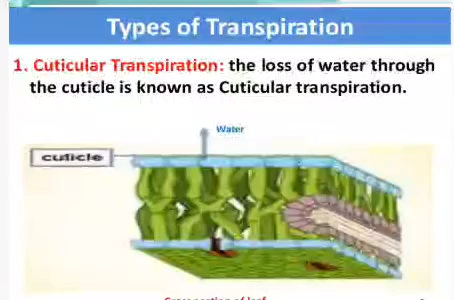 Types of Transpiration
1. Cuticular Transpiration: the loss of water through
the cuticle is known as Cuticular transpiration.
Water
cuticle